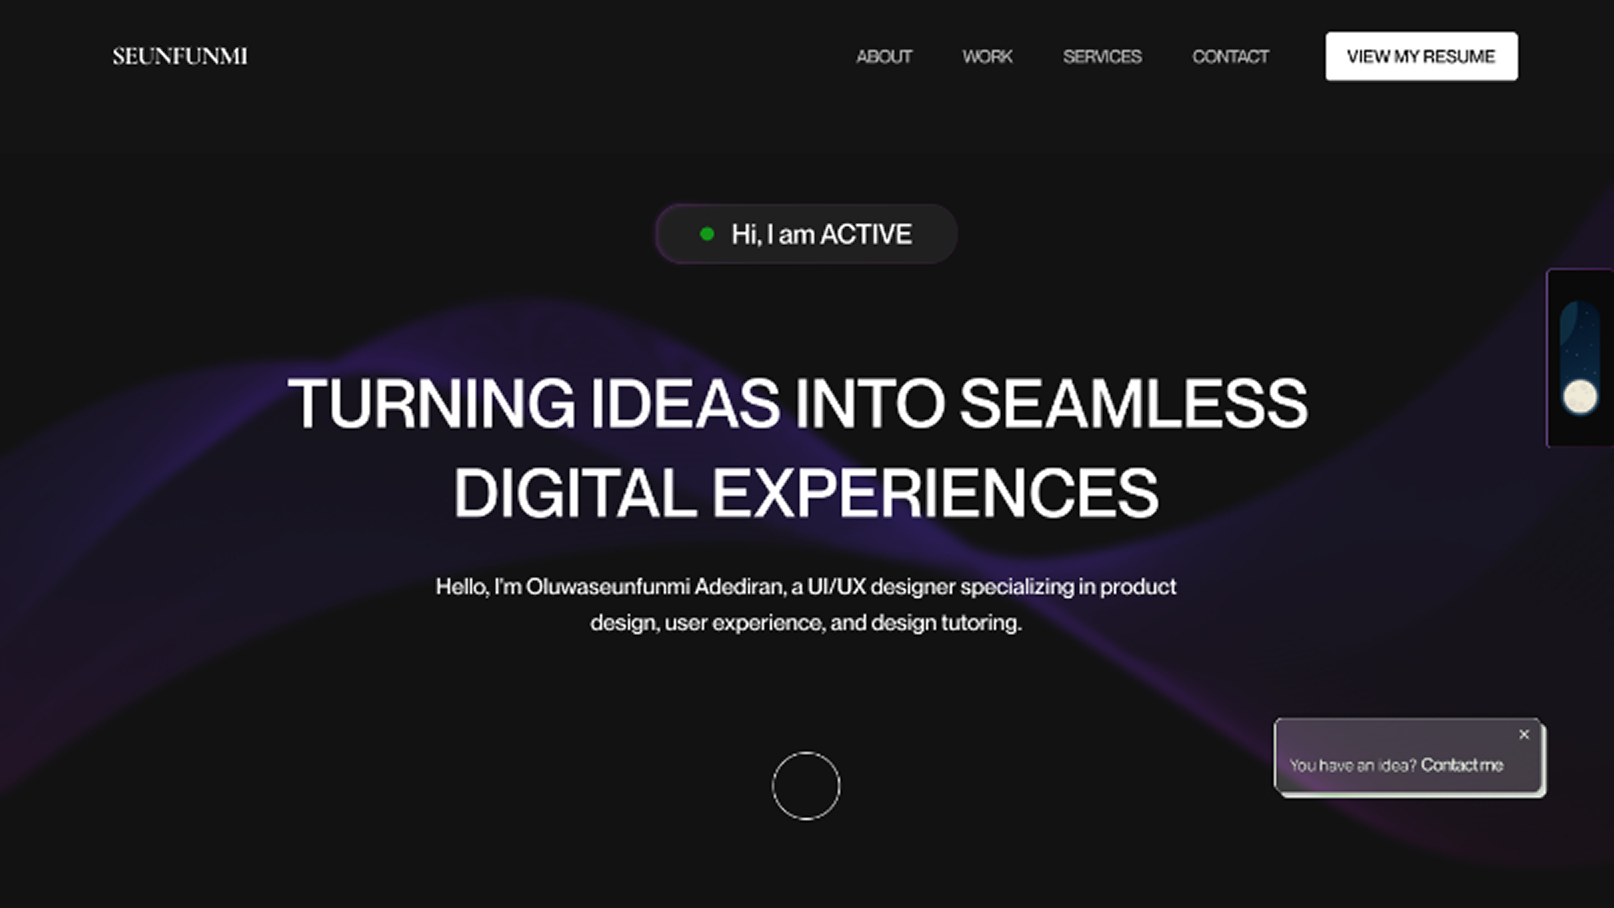 SEUNFUNMI
ABOUT
WORK
SERVICES
CONTACT
VIEW MY RESUME
Hi, I am ACTIVE
TURNING IDEAS INTO SEAMLESS
DIGITAL EXPERIENCES
Hello, I'm Oluwaseunfunmi Adediran, a UI/UX designer specializing in product
design, user experience, and design tutoring.
You have an idea? Contact me